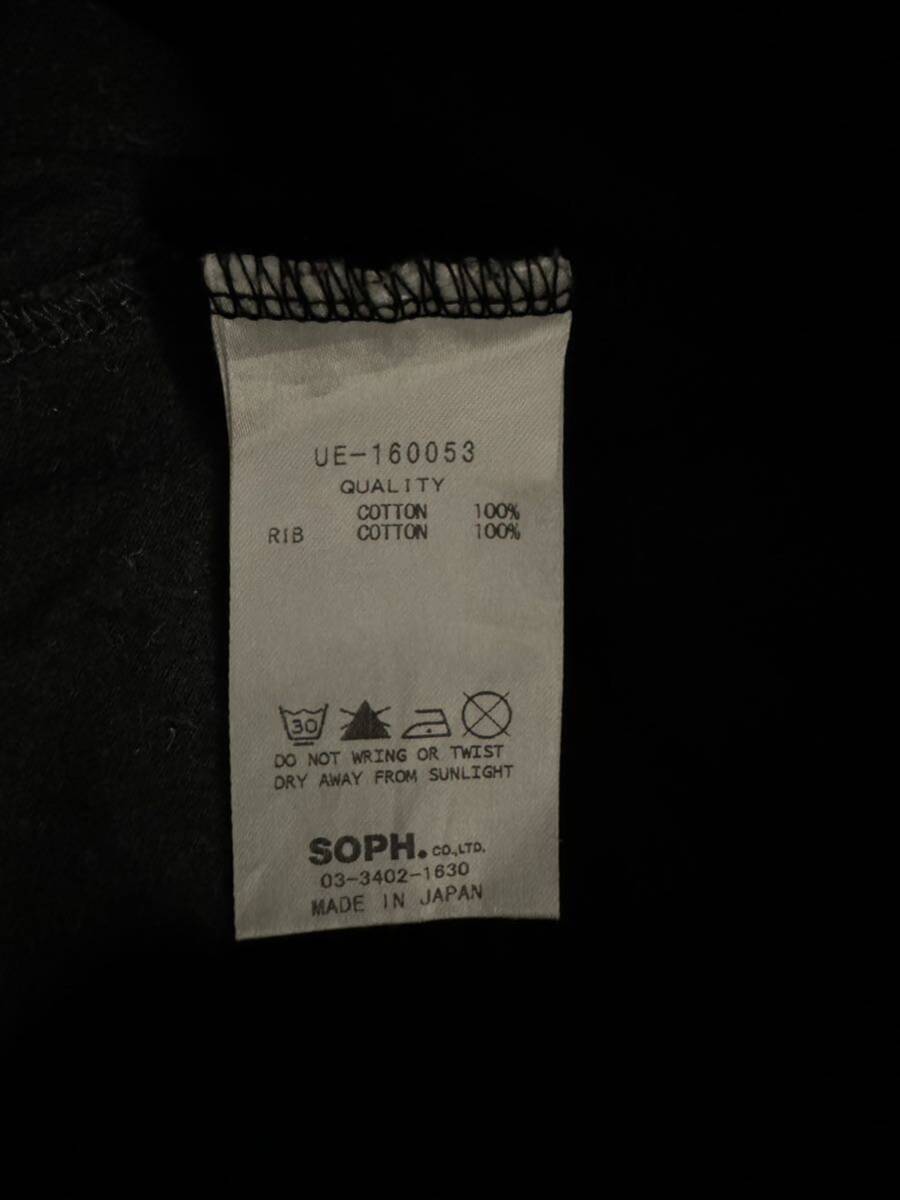 UE-160053
QUALITY
COTTON 100%
RIB COTTON 100%
30
DO NOT WRING OR TWIST
DRY AWAY FROM SUNLIGHT
SOPH. CO.,LTD.
03-3402-1630
MADE IN JAPAN